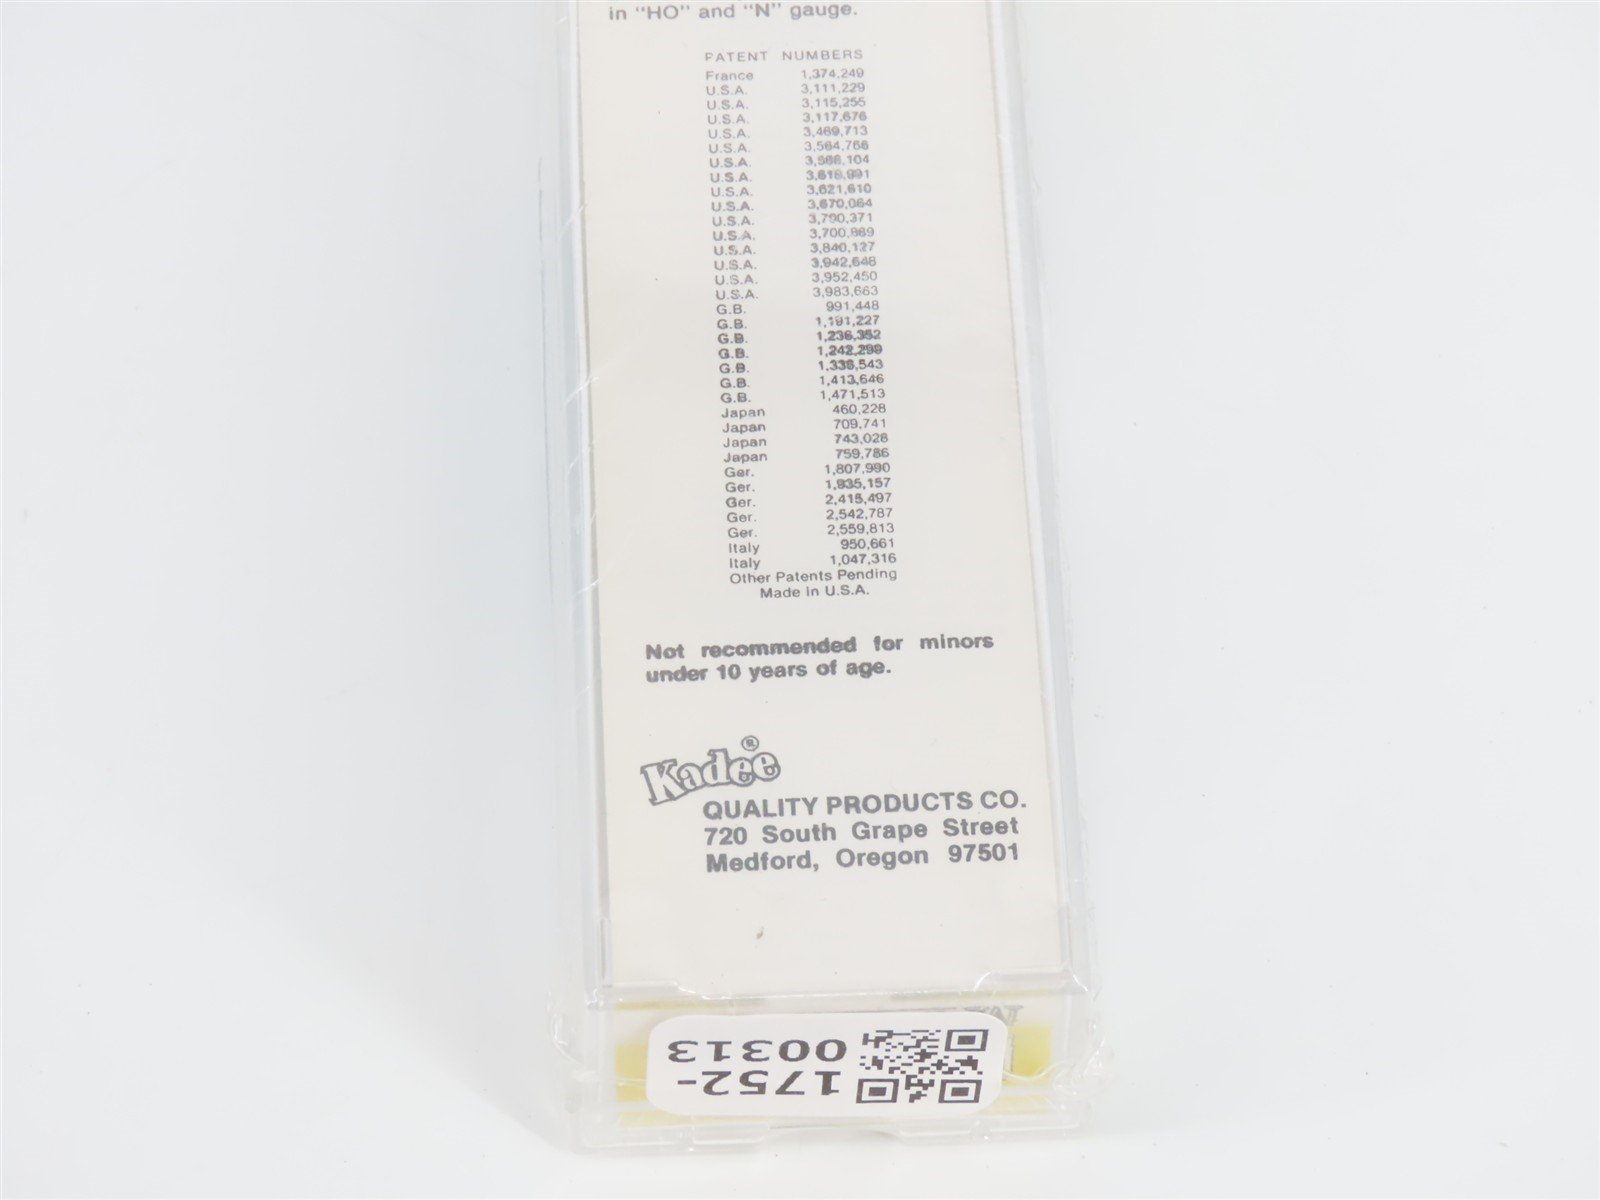 in "HO" and "N" gauge.
PATENT NUMBERS
France 1,374,249
U.S.A. 3,111,229
U.S.A. 3,115,255
U.S.A. 3,117,676
U.S.A. 3,469,713
U.S.A. 3,564,766
U.S.A.
U.S.A.
U.S.A. 3,621,610
U.S.A. 3,670,064
U.S.A. 3,790,371
U.S.A. 3,700,869
U.S.A. 3,840,127
U.S.A. 3,942,648
U.S.A. 3,952,450
U.S.A. 3,983,663
G.B. 991,448
G.B. 1,191,227
G.B. 1,236,352
G.B. 1,242,299
G.B. 1,336,543
G.B. 1,413,646
G.B. 1,471,513
Japan 460,228
Japan 709,741
Japan 743,028
Japan 759,786
Ger. 1,807,990
Ger. 1,935,157
Ger. 2,415,497
Ger. 2,542,787
Ger. 2,559,813
Italy 950,661
Italy 1,047,316
Other Patents Pending
Made in U.S.A.
Not recommended for minors
under 10 years of age.
Kadee®
QUALITY PRODUCTS CO.
720 South Grape Street
Medford, Oregon 97501
1752-
00313